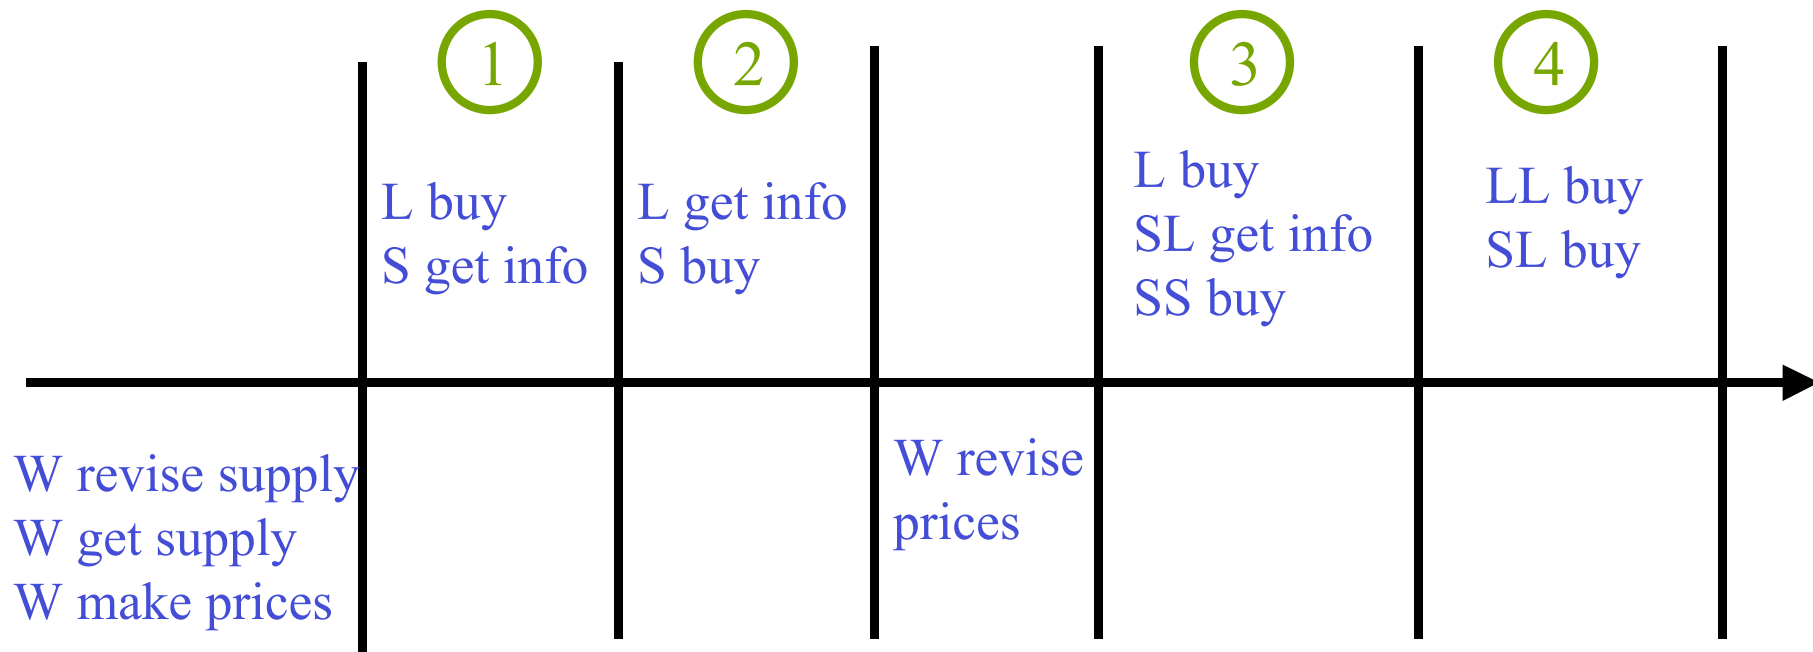 1
L buy
S get info
2
L get info
S buy
3
L buy
SL get info
SS buy
4
LL buy
SL buy
W revise supply
W get supply
W make prices
W revise
prices